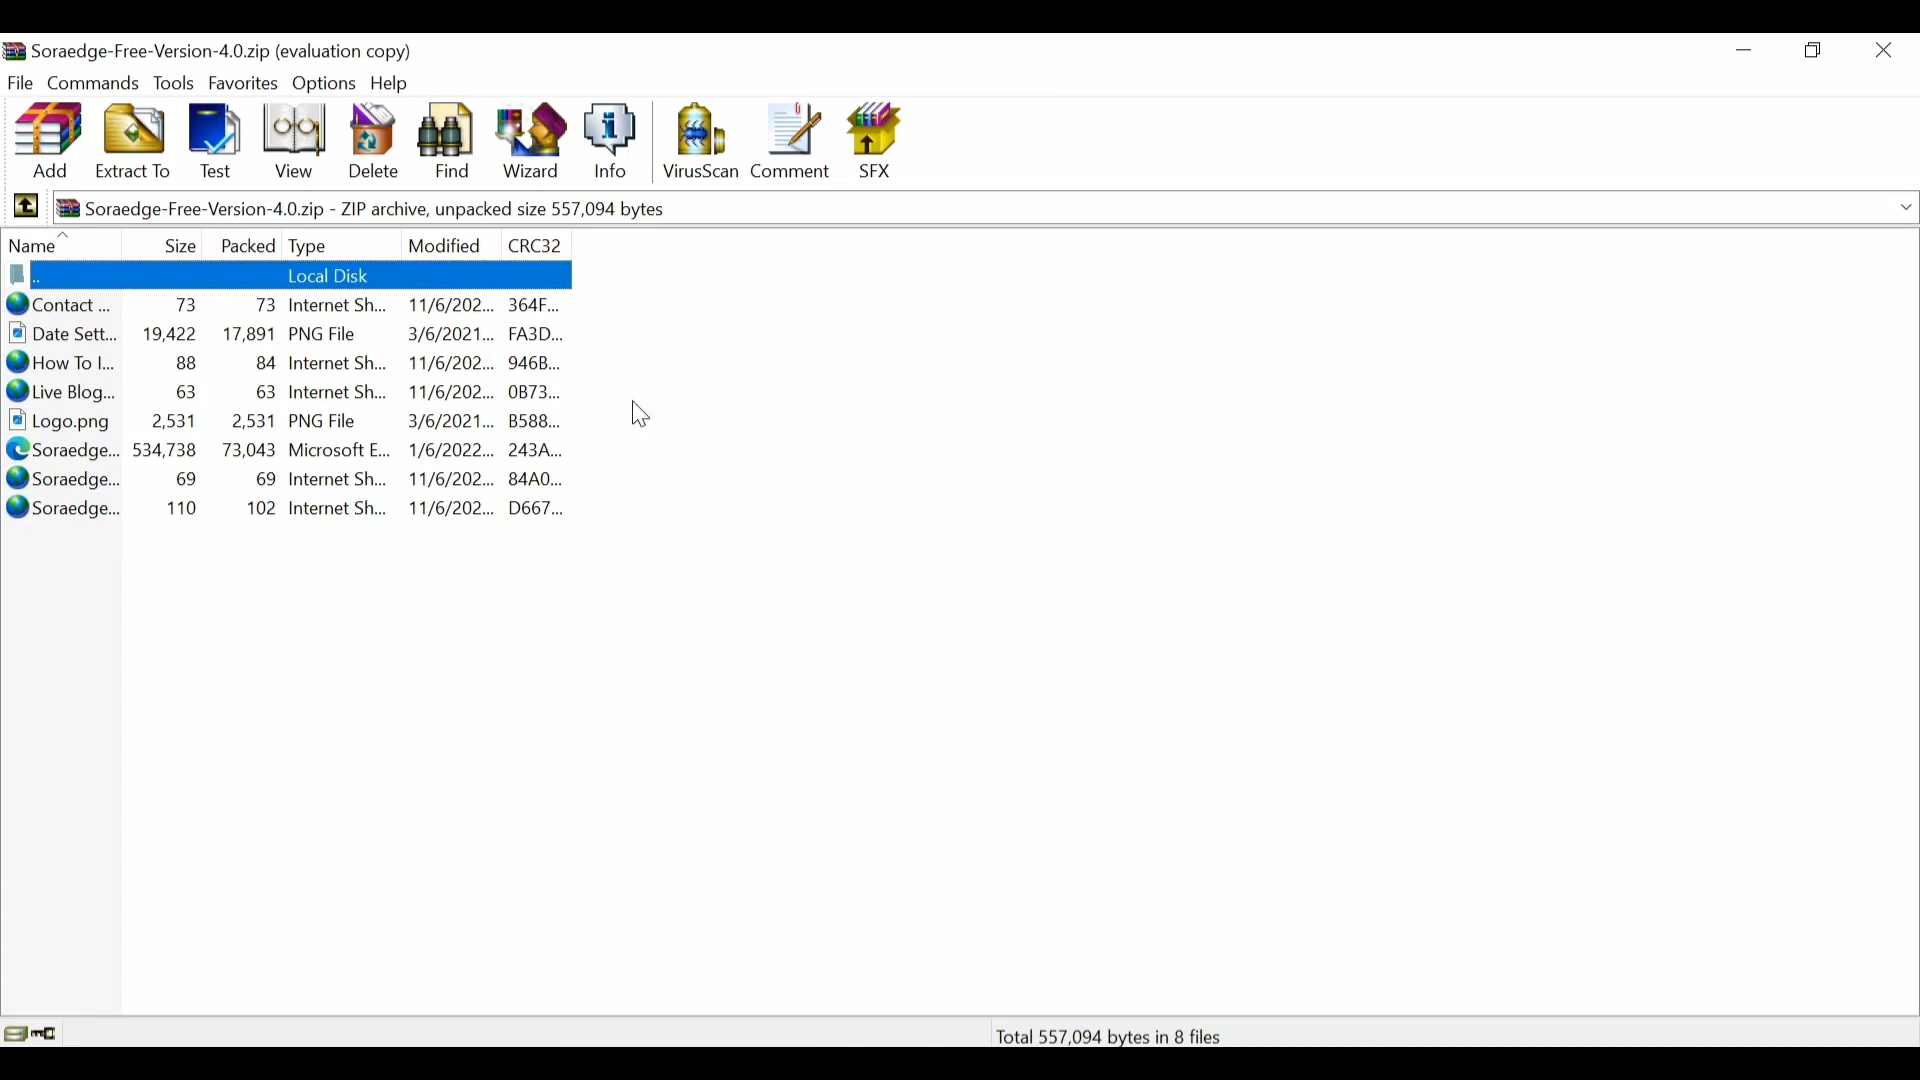 Soraedge-Free-Version-4.0.zip (evaluation copy)
File Commands Tools Favorites Options Help
Add Extract To Test View Delete Find Wizard Info VirusScan Comment SFX
Soraedge-Free-Version-4.0.zip - ZIP archive, unpacked size 557,094 bytes
Name Size Packed Type Modified CRC32
.. Local Disk
Contact ... 73 73 Internet Sh... 11/6/202... 364F...
Date Sett... 19,422 17,891 PNG File 3/6/2021... FA3D...
How To I... 88 84 Internet Sh... 11/6/202... 946B...
Live Blog... 63 63 Internet Sh... 11/6/202... 0B73...
Logo.png 2,531 2,531 PNG File 3/6/2021... B588...
Soraedge... 534,738 73,043 Microsoft E... 1/6/2022... 243A...
Soraedge... 69 69 Internet Sh... 11/6/202... 84A0...
Soraedge... 110 102 Internet Sh... 11/6/202... D667...
Total 557,094 bytes in 8 files